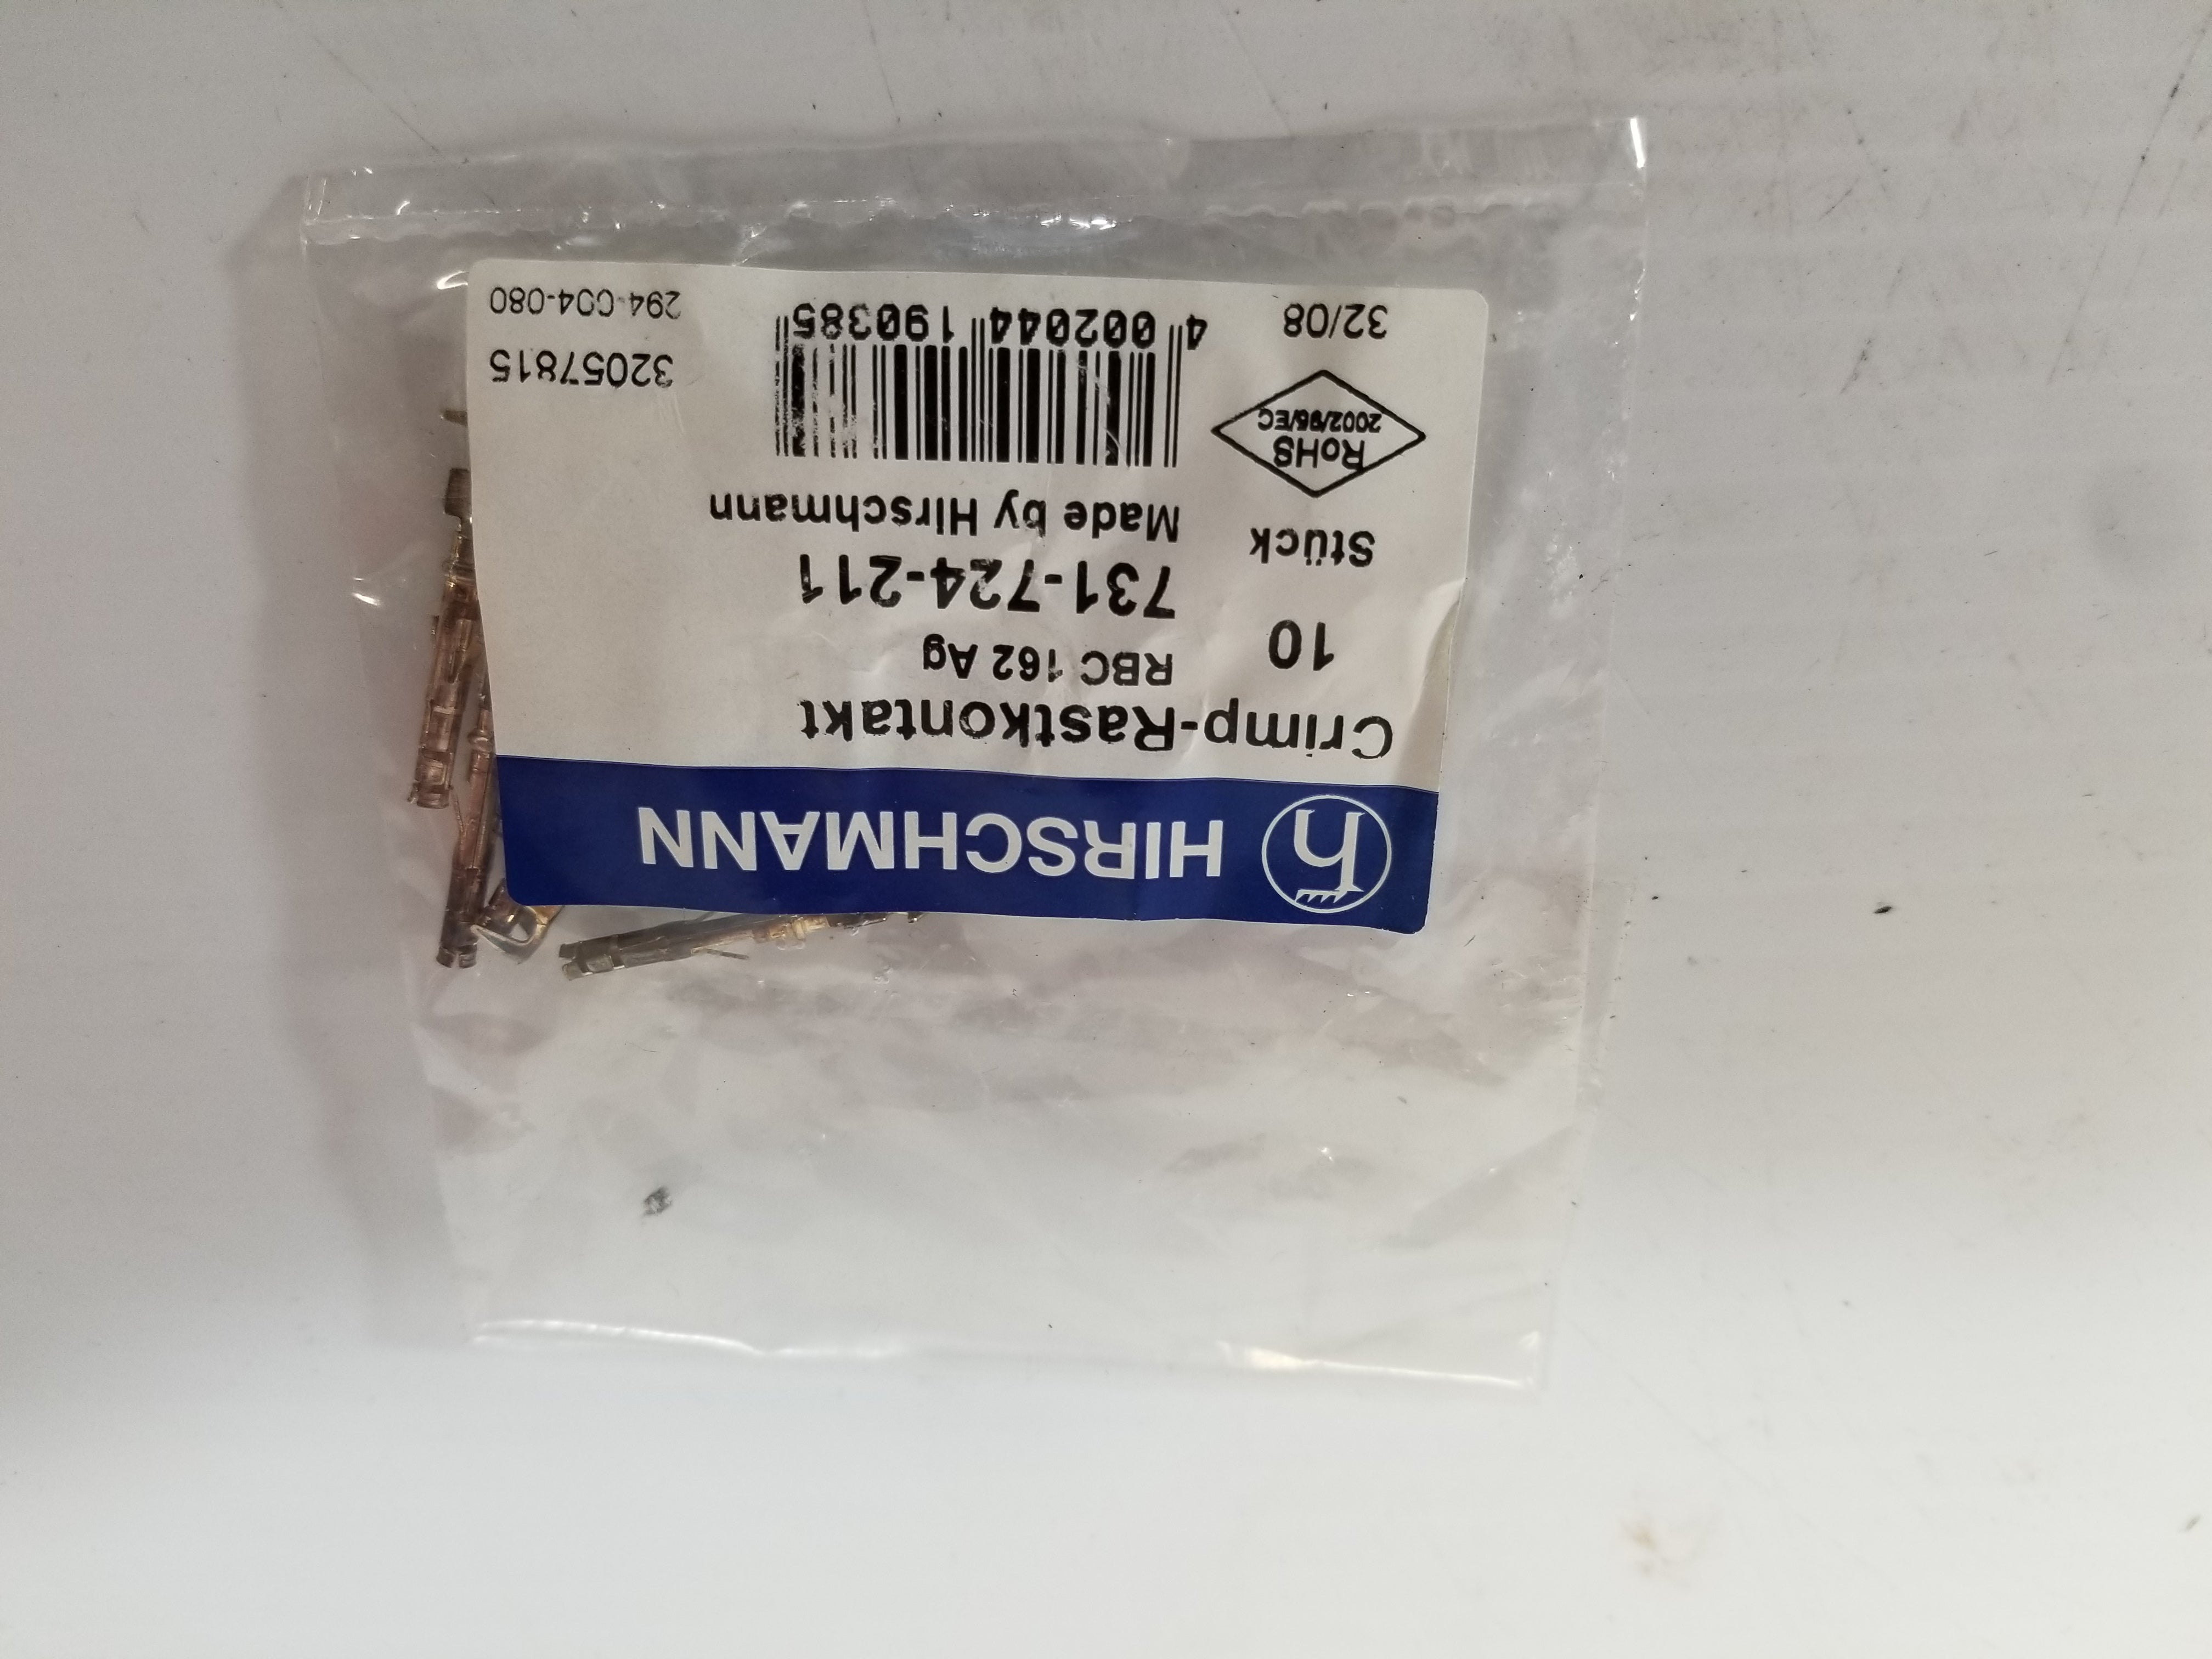 HIRSCHMANN
Crimp-Rastkontakt
RBC 162 Ag
10
731-724-211
Stück
Made by Hirschmann
RoHS
2002/95/EC
32057815
32/08
4 002044 190385
294-004-080